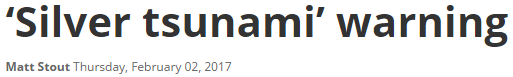 ‘Silver tsunami’ warning
Matt Stout Thursday, February 02, 2017